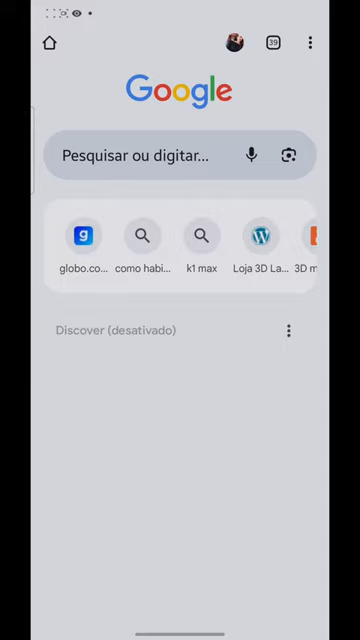 39
Google
Pesquisar ou digitar...
globo.co... como habi... k1 max Loja 3D La... 3D m
Discover (desativado)